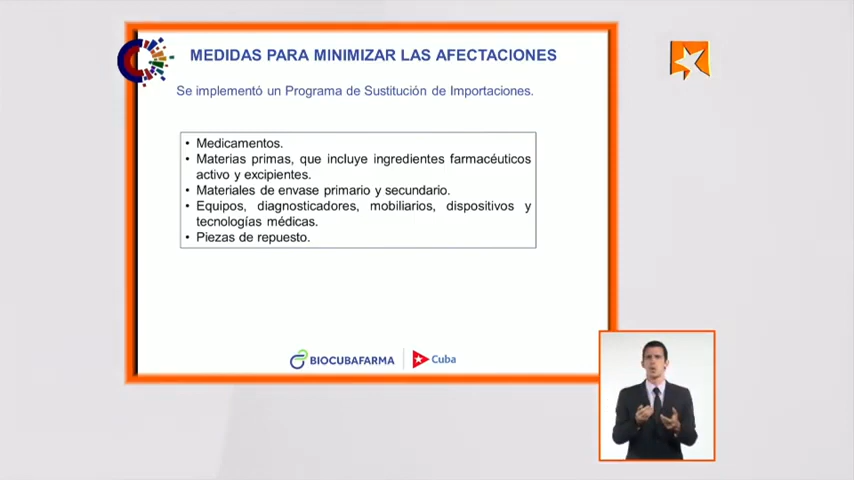 MEDIDAS PARA MINIMIZAR LAS AFECTACIONES
Se implementó un Programa de Sustitución de Importaciones.
• Medicamentos.
• Materias primas, que incluye ingredientes farmacéuticos
activo y excipientes.
• Materiales de envase primario y secundario.
• Equipos, diagnosticadores, mobiliarios, dispositivos y
tecnologías médicas.
• Piezas de repuesto.
BIOCUBAFARMA
Cuba